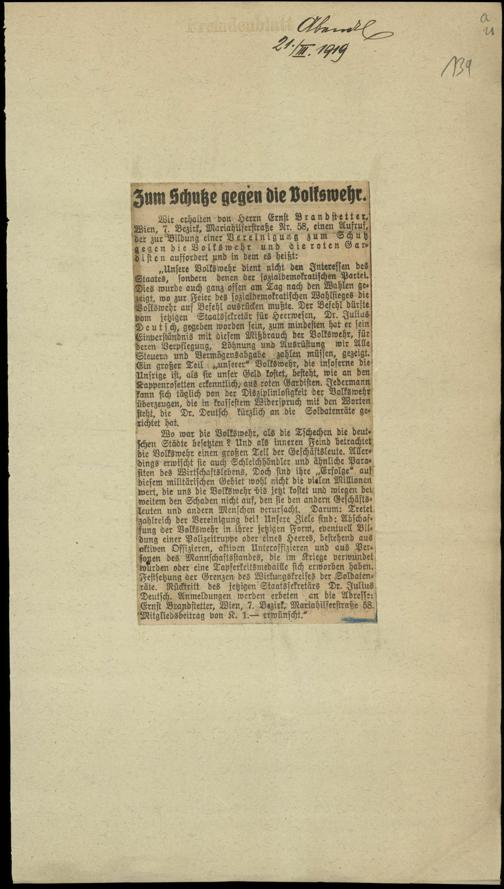 Fremdenblatt
Abendbl
21./III. 1919
139
Zum Schutze gegen die Volkswehr.
Wir erhalten von Herrn Ernst Brandstetter,
Wien, 7. Bezirk, Mariahilferstraße Nr. 58, einen Aufruf,
der zur Bildung einer Vereinigung zum Schutz
gegen die Volkswehr und die roten Gar-
disten auffordert und in dem es heißt:
„Unsere Volkswehr dient nicht den Interessen des
Staates, sondern denen der sozialdemokratischen Partei.
Dies wurde auch ganz offen am Tag nach den Wahlen ge-
zeigt, wo zur Feier des sozialdemokratischen Wahlsieges die
Volkswehr auf Befehl ausrücken mußte. Der Befehl dürfte
vom jetzigen Staatssekretär für Heerwesen, Dr. Julius
Deutsch, gegeben worden sein, zum mindesten hat er sein
Einverständnis mit diesem Mißbrauch der Volkswehr, für
deren Verpflegung, Löhnung und Ausrüstung wir Alle
Steuern und Vermögensabgabe zahlen müssen, gezeigt.
Ein großer Teil „unserer" Volkswehr, die insoferne die
Unsrige ist, als sie unser Geld kostet, besteht, wie an den
Kappenrosetten erkenntlich, aus roten Gardisten. Jedermann
kann sich täglich von der Disziplinlosigkeit der Volkswehr
überzeugen, die in krassestem Widerspruch mit den Worten
steht, die Dr. Deutsch kürzlich an die Soldatenräte ge-
richtet hat.
Wo war die Volkswehr, als die Tschechen die deut-
schen Städte besetzten? Und als inneren Feind betrachtet
die Volkswehr einen großen Teil der Geschäftsleute. Aller-
dings erwischt sie auch Schleichhändler und ähnliche Para-
siten des Wirtschaftslebens. Doch sind ihre „Erfolge" auf
diesem militärischen Gebiet wohl nicht die vielen Millionen
wert, die uns die Volkswehr bis jetzt kostet und wiegen bei
weitem den Schaden nicht auf, den sie den andern Geschäfts-
leuten und andern Menschen verursacht. Darum: Tretet
zahlreich der Vereinigung bei! Unsere Ziele sind: Abschaf-
fung der Volkswehr in ihrer jetzigen Form, eventuell Bil-
dung einer Polizeitruppe oder eines Heeres, bestehend aus
aktiven Offizieren, aktiven Unteroffizieren und aus Per-
sonen des Mannschaftsstandes, die im Kriege verwundet
wurden oder eine Tapferkeitsmedaille sich erworben haben.
Festsetzung der Grenzen des Wirkungskreises der Soldaten-
räte. Rücktritt des jetzigen Staatssekretärs Dr. Julius
Deutsch. Anmeldungen werden erbeten an die Adresse:
Ernst Brandstetter, Wien, 7. Bezirk, Mariahilferstraße 58.
Mitgliedsbeitrag von K. 1.— erwünscht."